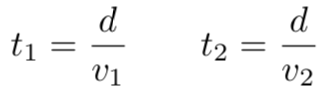 t₁ = d/v₁ t₂ = d/v₂